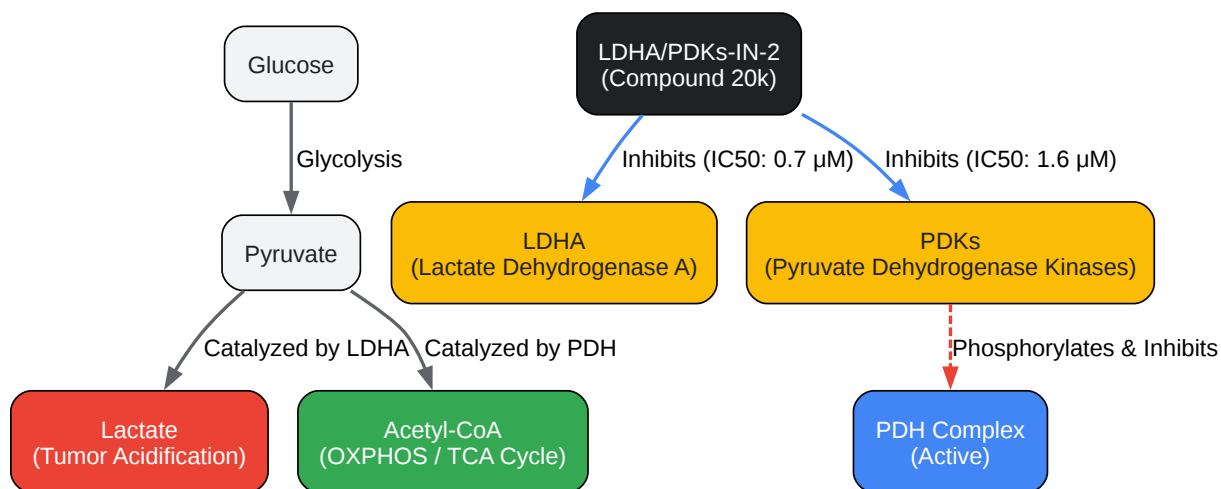 Glucose
LDHA/PDKs-IN-2
(Compound 20k)
Glycolysis
Inhibits (IC50: 0.7 μM)
Inhibits (IC50: 1.6 μM)
Pyruvate
LDHA
(Lactate Dehydrogenase A)
PDKs
(Pyruvate Dehydrogenase Kinases)
Catalyzed by LDHA
Catalyzed by PDH
Phosphorylates & Inhibits
Lactate
(Tumor Acidification)
Acetyl-CoA
(OXPHOS / TCA Cycle)
PDH Complex
(Active)